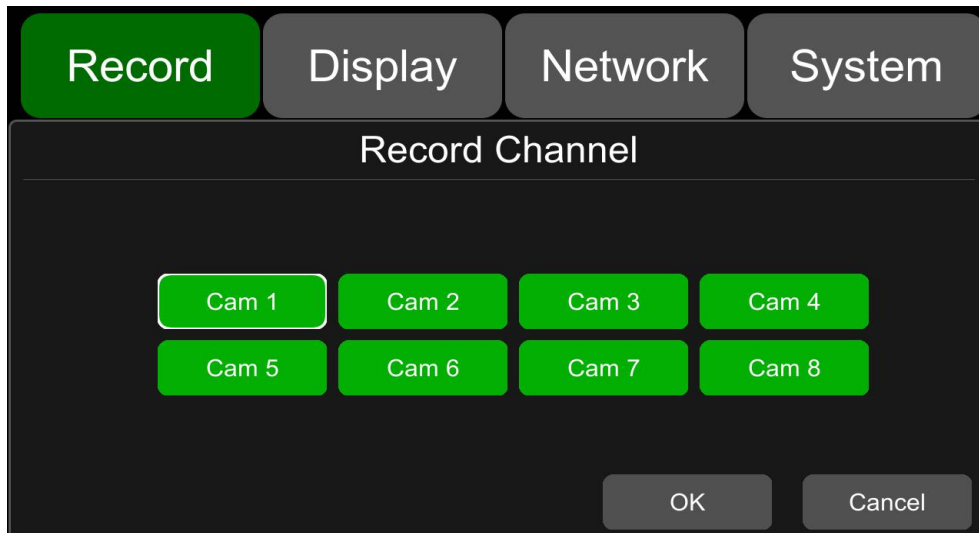 Record Display Network System
Record Channel
Cam 1 Cam 2 Cam 3 Cam 4
Cam 5 Cam 6 Cam 7 Cam 8
OK Cancel